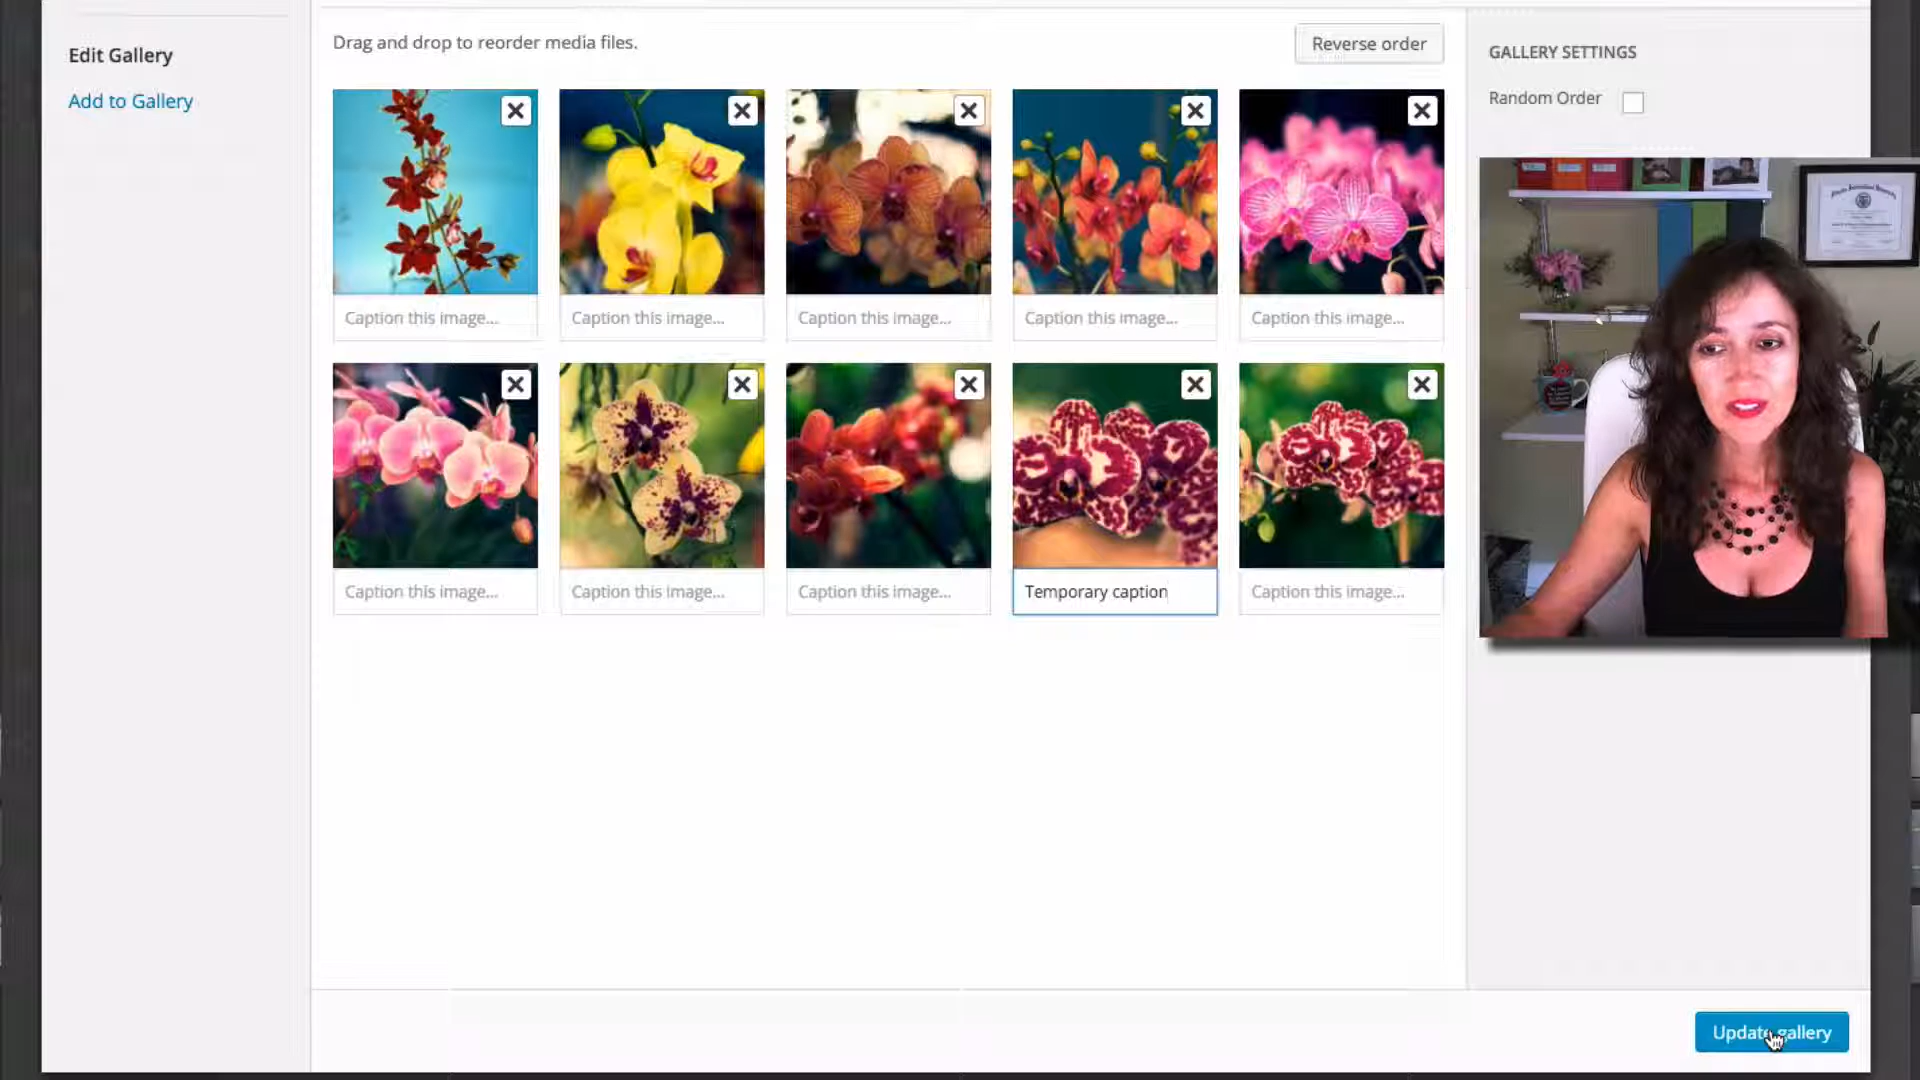 Edit Gallery
Add to Gallery
Drag and drop to reorder media files.
Reverse order
Caption this image...
Caption this image...
Caption this image...
Caption this image...
Caption this image...
Caption this image...
Caption this image...
Caption this image...
Temporary caption
Caption this image...
GALLERY SETTINGS
Random Order
Update gallery